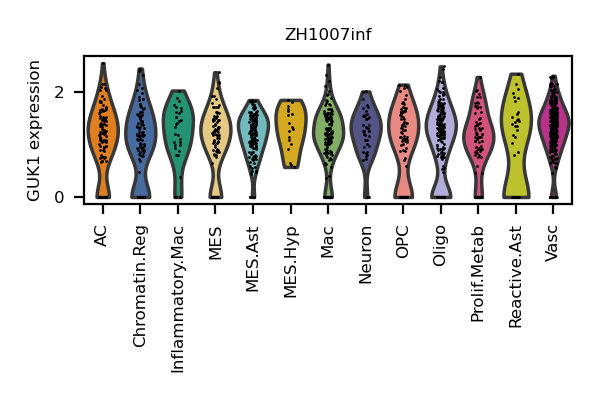 ZH1007inf
GUK1 expression
2
0
AC
Chromatin.Reg
Inflammatory.Mac
MES
MES.Ast
MES.Hyp
Mac
Neuron
OPC
Oligo
Prolif.Metab
Reactive.Ast
Vasc